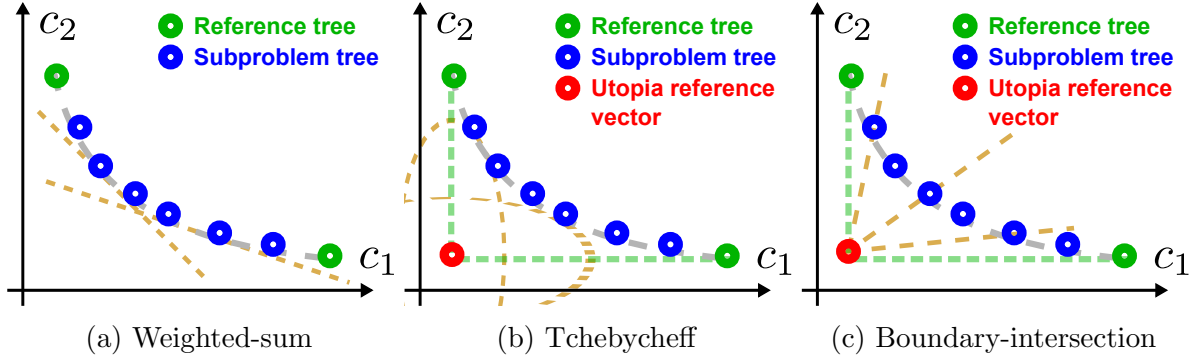 c2
Reference tree
Subproblem tree
c1
(a) Weighted-sum
c2
Reference tree
Subproblem tree
Utopia reference
vector
c1
(b) Tchebycheff
c2
Reference tree
Subproblem tree
Utopia reference
vector
c1
(c) Boundary-intersection